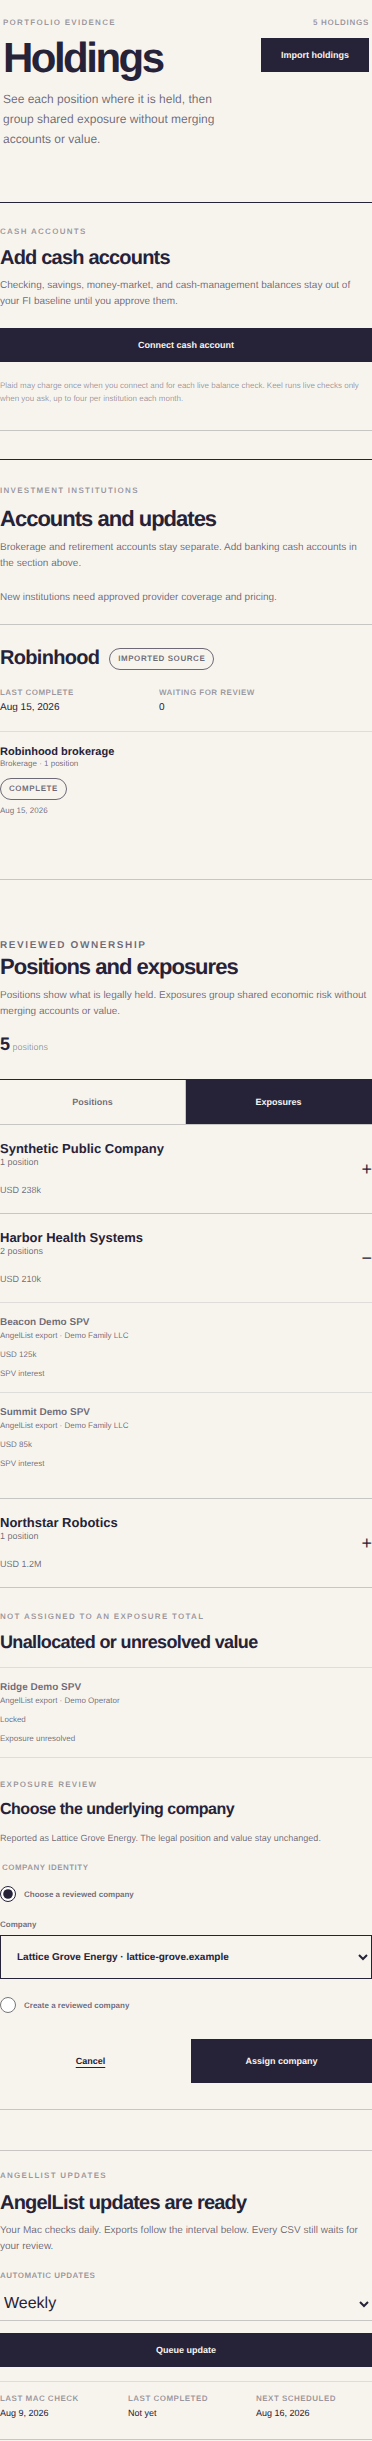 PORTFOLIO EVIDENCE
5 HOLDINGS
Holdings
Import holdings
See each position where it is held, then
group shared exposure without merging
accounts or value.
CASH ACCOUNTS
Add cash accounts
Checking, savings, money-market, and cash-management balances stay out of
your FI baseline until you approve them.
Connect cash account
Plaid may charge once when you connect and for each live balance check. Keel runs live checks only
when you ask, up to four per institution each month.
INVESTMENT INSTITUTIONS
Accounts and updates
Brokerage and retirement accounts stay separate. Add banking cash accounts in
the section above.
New institutions need approved provider coverage and pricing.
Robinhood IMPORTED SOURCE
LAST COMPLETE WAITING FOR REVIEW
Aug 15, 2026 0
Robinhood brokerage
Brokerage · 1 position
COMPLETE
Aug 15, 2026
REVIEWED OWNERSHIP
Positions and exposures
Positions show what is legally held. Exposures group shared economic risk without
merging accounts or value.
5 positions
Positions Exposures
Synthetic Public Company
1 position
+
USD 238k
Harbor Health Systems
2 positions
−
USD 210k
Beacon Demo SPV
AngelList export · Demo Family LLC
USD 125k
SPV interest
Summit Demo SPV
AngelList export · Demo Family LLC
USD 85k
SPV interest
Northstar Robotics
1 position
+
USD 1.2M
NOT ASSIGNED TO AN EXPOSURE TOTAL
Unallocated or unresolved value
Ridge Demo SPV
AngelList export · Demo Operator
Locked
Exposure unresolved
EXPOSURE REVIEW
Choose the underlying company
Reported as Lattice Grove Energy. The legal position and value stay unchanged.
COMPANY IDENTITY
Choose a reviewed company
Company
Lattice Grove Energy · lattice-grove.example
Create a reviewed company
Cancel Assign company
ANGELLIST UPDATES
AngelList updates are ready
Your Mac checks daily. Exports follow the interval below. Every CSV still waits for
your review.
AUTOMATIC UPDATES
Weekly
Queue update
LAST MAC CHECK LAST COMPLETED NEXT SCHEDULED
Aug 9, 2026 Not yet Aug 16, 2026